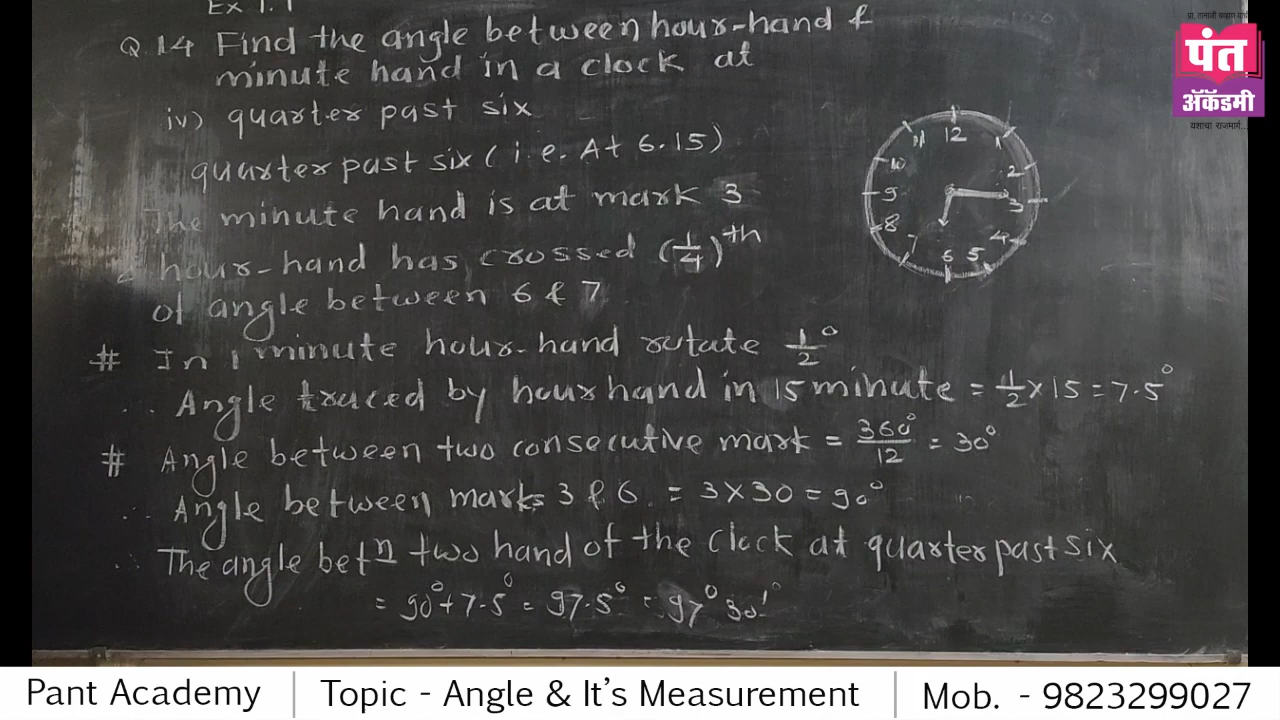 Ex 1.1
Q.14 Find the angle between hour-hand &
minute hand in a clock at
iv) quarter past six
quarter past six (i.e. At 6.15)
The minute hand is at mark 3
& hour-hand has crossed (1/4)th
of angle between 6 & 7
# In 1 minute hour-hand rotate 1/2°
∴ Angle traced by hour hand in 15 minute = 1/2 × 15 = 7.5°
# Angle between two consecutive mark = 360°/12 = 30°
∴ Angle between marks 3 & 6 = 3 × 30 = 90°
∴ The angle betn two hand of the clock at quarter past six
= 90° + 7.5° = 97.5° = 97° 30'
12
1
2
3
4
5
6
7
8
9
10
11
पंत
ॲकॅडमी
यशाचा राजमार्ग...
Pant Academy | Topic - Angle & It's Measurement | Mob. - 9823299027